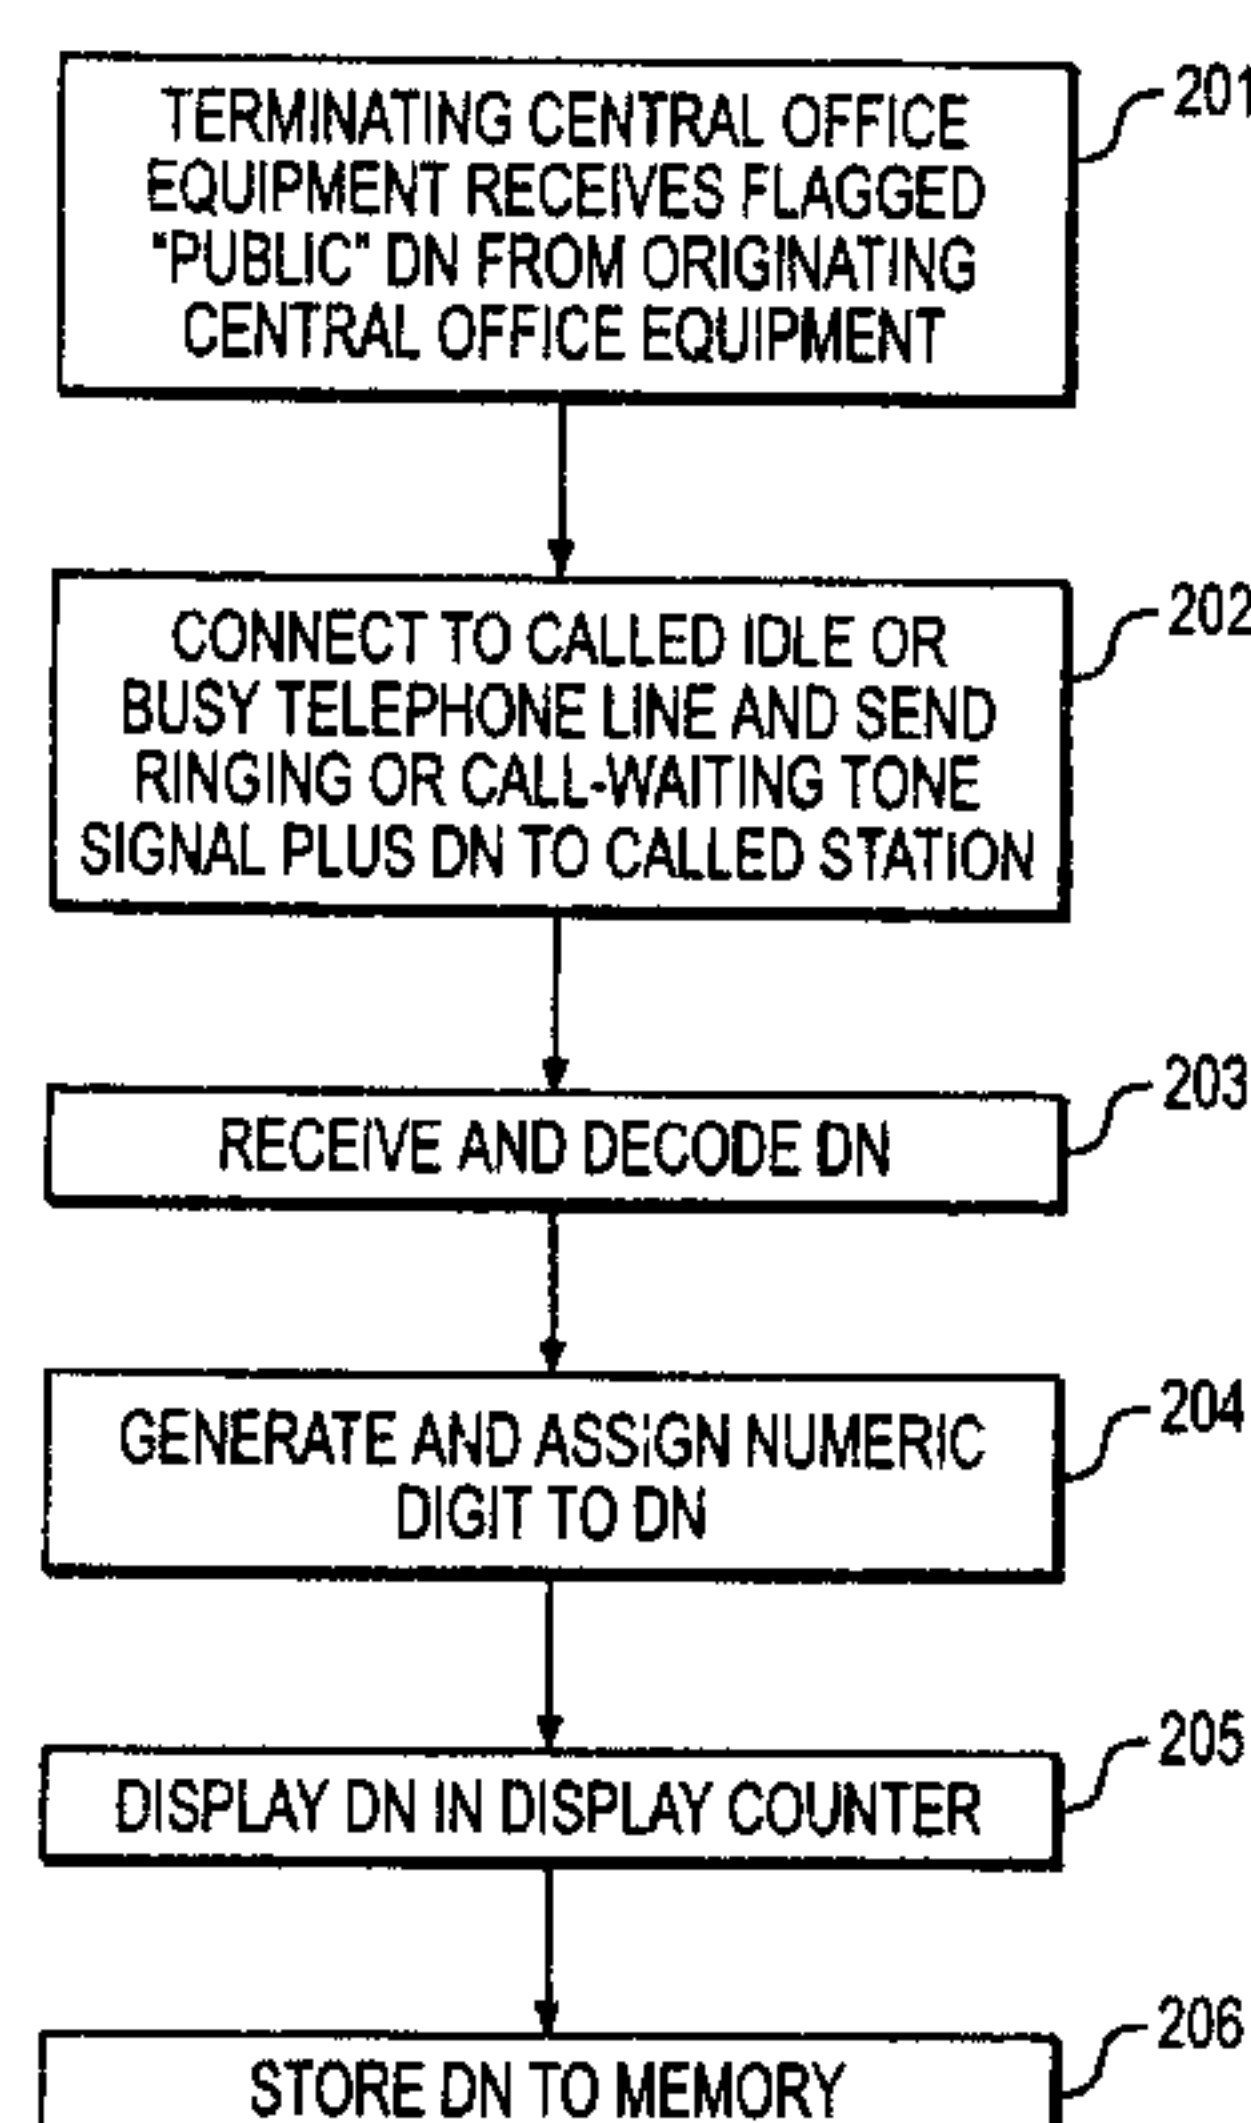 TERMINATING CENTRAL OFFICE
EQUIPMENT RECEIVES FLAGGED
"PUBLIC" DN FROM ORIGINATING
CENTRAL OFFICE EQUIPMENT
201
CONNECT TO CALLED IDLE OR
BUSY TELEPHONE LINE AND SEND
RINGING OR CALL-WAITING TONE
SIGNAL PLUS DN TO CALLED STATION
202
RECEIVE AND DECODE DN
203
GENERATE AND ASSIGN NUMERIC
DIGIT TO DN
204
DISPLAY DN IN DISPLAY COUNTER
205
STORE DN TO MEMORY
206